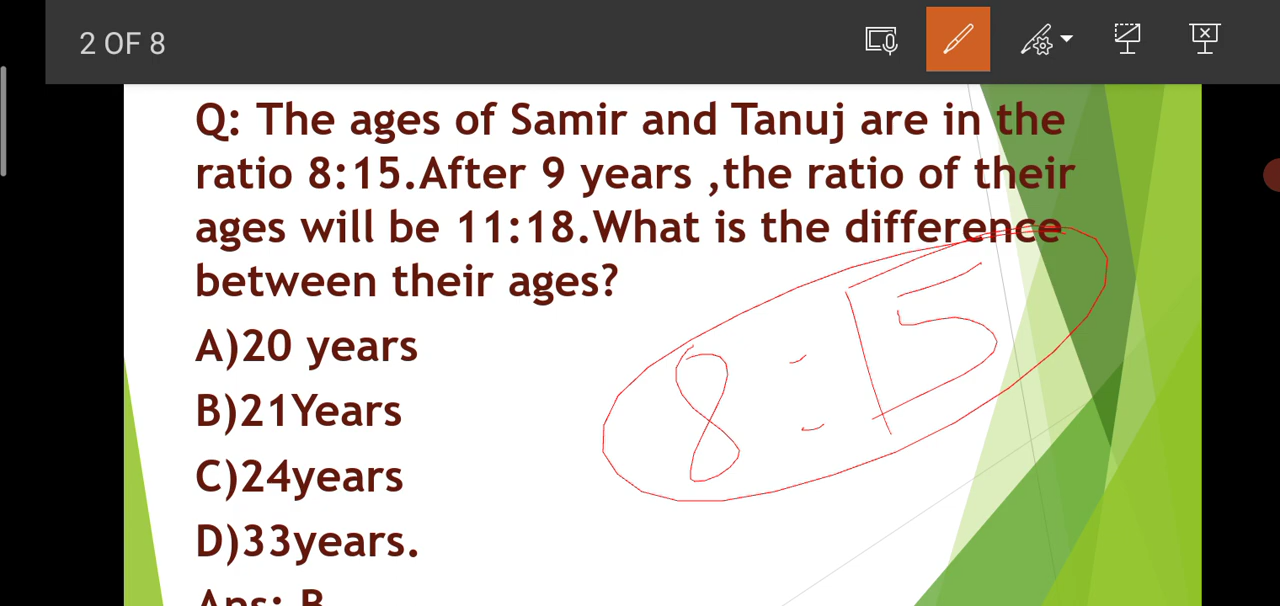 2 OF 8
Q: The ages of Samir and Tanuj are in the
ratio 8:15.After 9 years ,the ratio of their
ages will be 11:18.What is the difference
between their ages?
8:15
A)20 years
B)21Years
C)24years
D)33years.
Ans: B